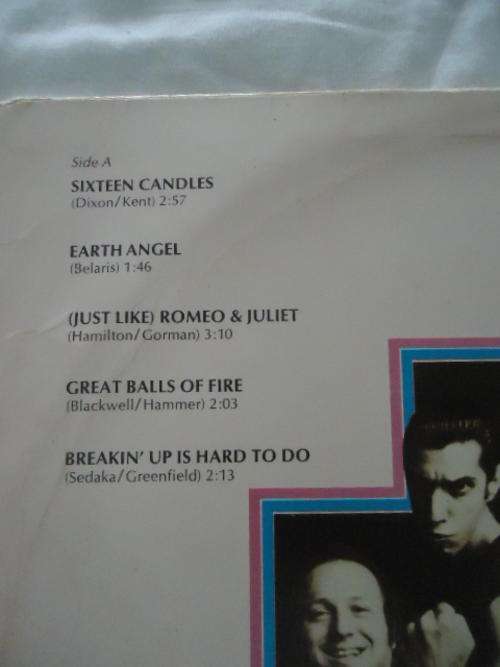 Side A
SIXTEEN CANDLES
(Dixon/Kent) 2:57
EARTH ANGEL
(Belaris) 1:46
(JUST LIKE) ROMEO & JULIET
(Hamilton/Gorman) 3:10
GREAT BALLS OF FIRE
(Blackwell/Hammer) 2:03
BREAKIN' UP IS HARD TO DO
(Sedaka/Greenfield) 2:13